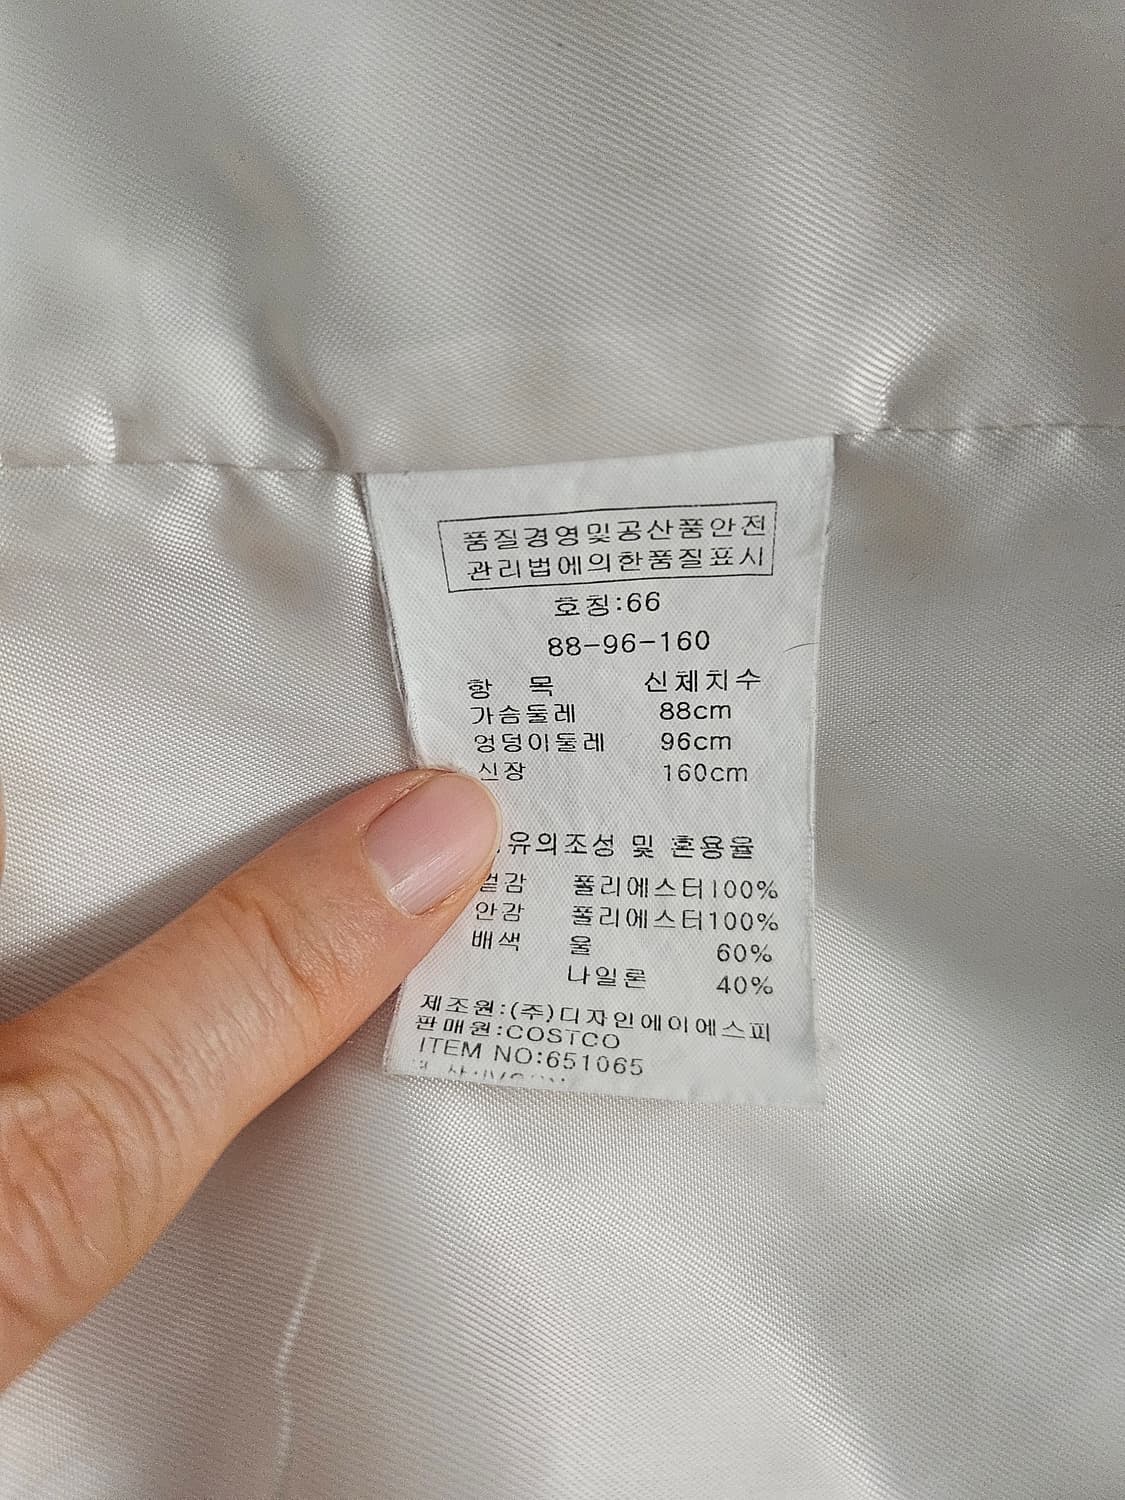 품질경영및공산품안전
관리법에의한품질표시
호칭:66
88-96-160
항 목 신체치수
가슴둘레 88cm
엉덩이둘레 96cm
신장 160cm
유의조성 및 혼용율
겉감 폴리에스터100%
안감 폴리에스터100%
배색 울 60%
나일론 40%
제조원:(주)디자인에이에스피
판매원:COSTCO
ITEM NO:651065